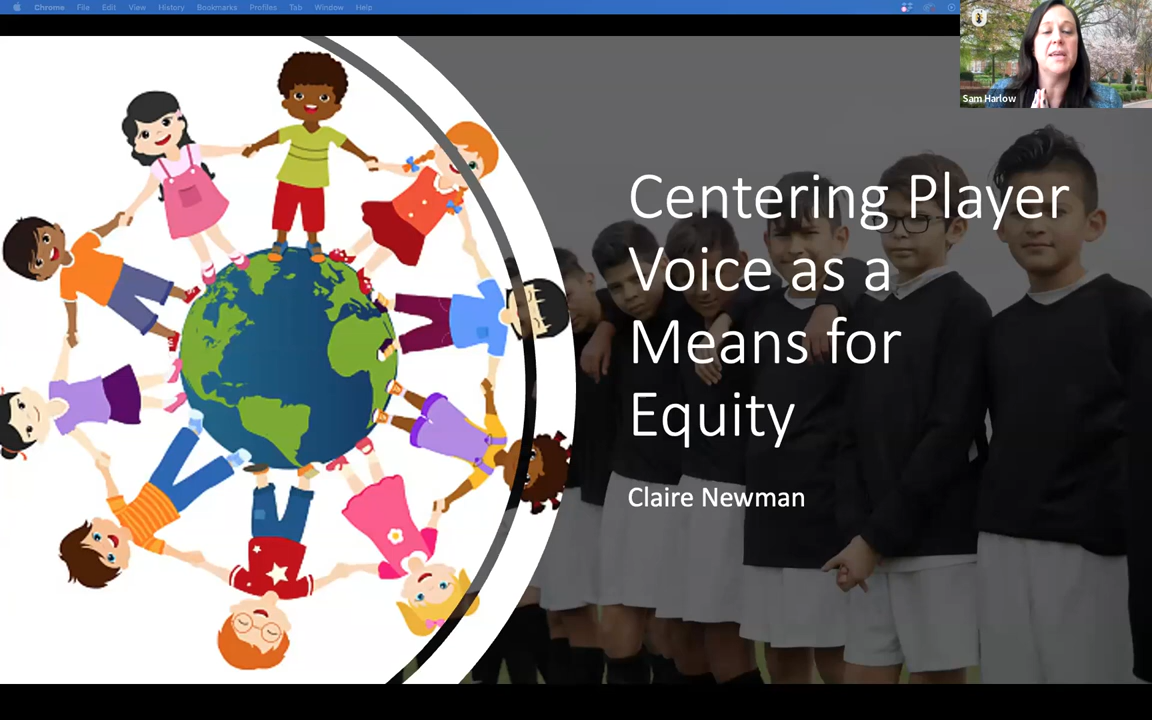 Chrome File Edit View History Bookmarks Profiles Tab Window Help
Sam Harlow
Centering Player
Voice as a
Means for
Equity
Claire Newman